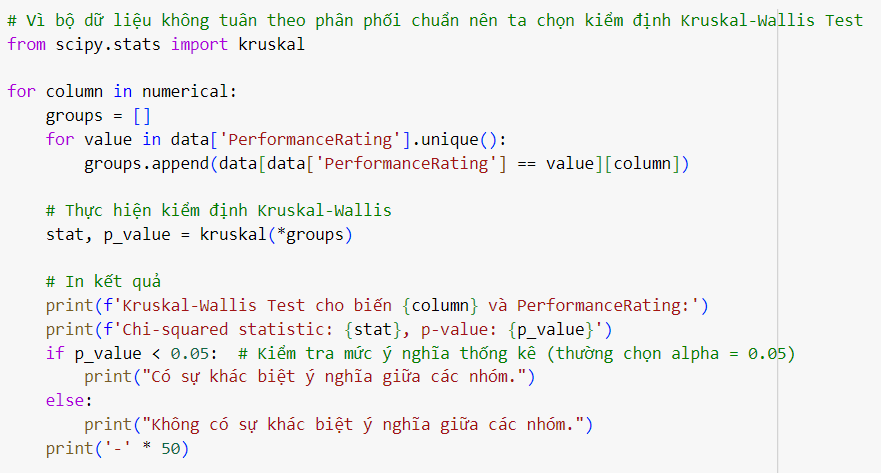 # Vì bộ dữ liệu không tuân theo phân phối chuẩn nên ta chọn kiểm định Kruskal-Wallis Test
from scipy.stats import kruskal

for column in numerical:
    groups = []
    for value in data['PerformanceRating'].unique():
        groups.append(data[data['PerformanceRating'] == value][column])

    # Thực hiện kiểm định Kruskal-Wallis
    stat, p_value = kruskal(*groups)

    # In kết quả
    print(f'Kruskal-Wallis Test cho biến {column} và PerformanceRating:')
    print(f'Chi-squared statistic: {stat}, p-value: {p_value}')
    if p_value < 0.05:  # Kiểm tra mức ý nghĩa thống kê (thường chọn alpha = 0.05)
        print("Có sự khác biệt ý nghĩa giữa các nhóm.")
    else:
        print("Không có sự khác biệt ý nghĩa giữa các nhóm.")
    print('-' * 50)